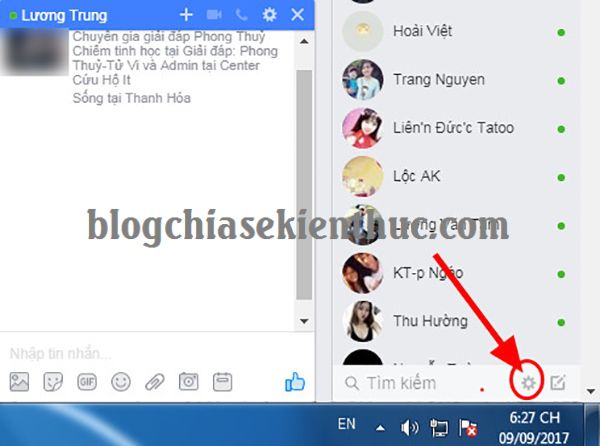 Lương Trung
Chuyên gia giải đáp Phong Thuỷ
Chiêm tinh học tại Giải đáp: Phong
Thuỷ-Tử Vi và Admin tại Center
Cứu Hộ It
Sống tại Thanh Hóa
Nhập tin nhắn...
GIF
Hoài Việt
Trang Nguyen
Liên'n Đức'c Tatoo
Lộc AK
blogchiasekienthuc.com
Lương Văn
KT-p Ngáo
Thu Hường
Tìm kiếm
EN
6:27 CH
09/09/2017